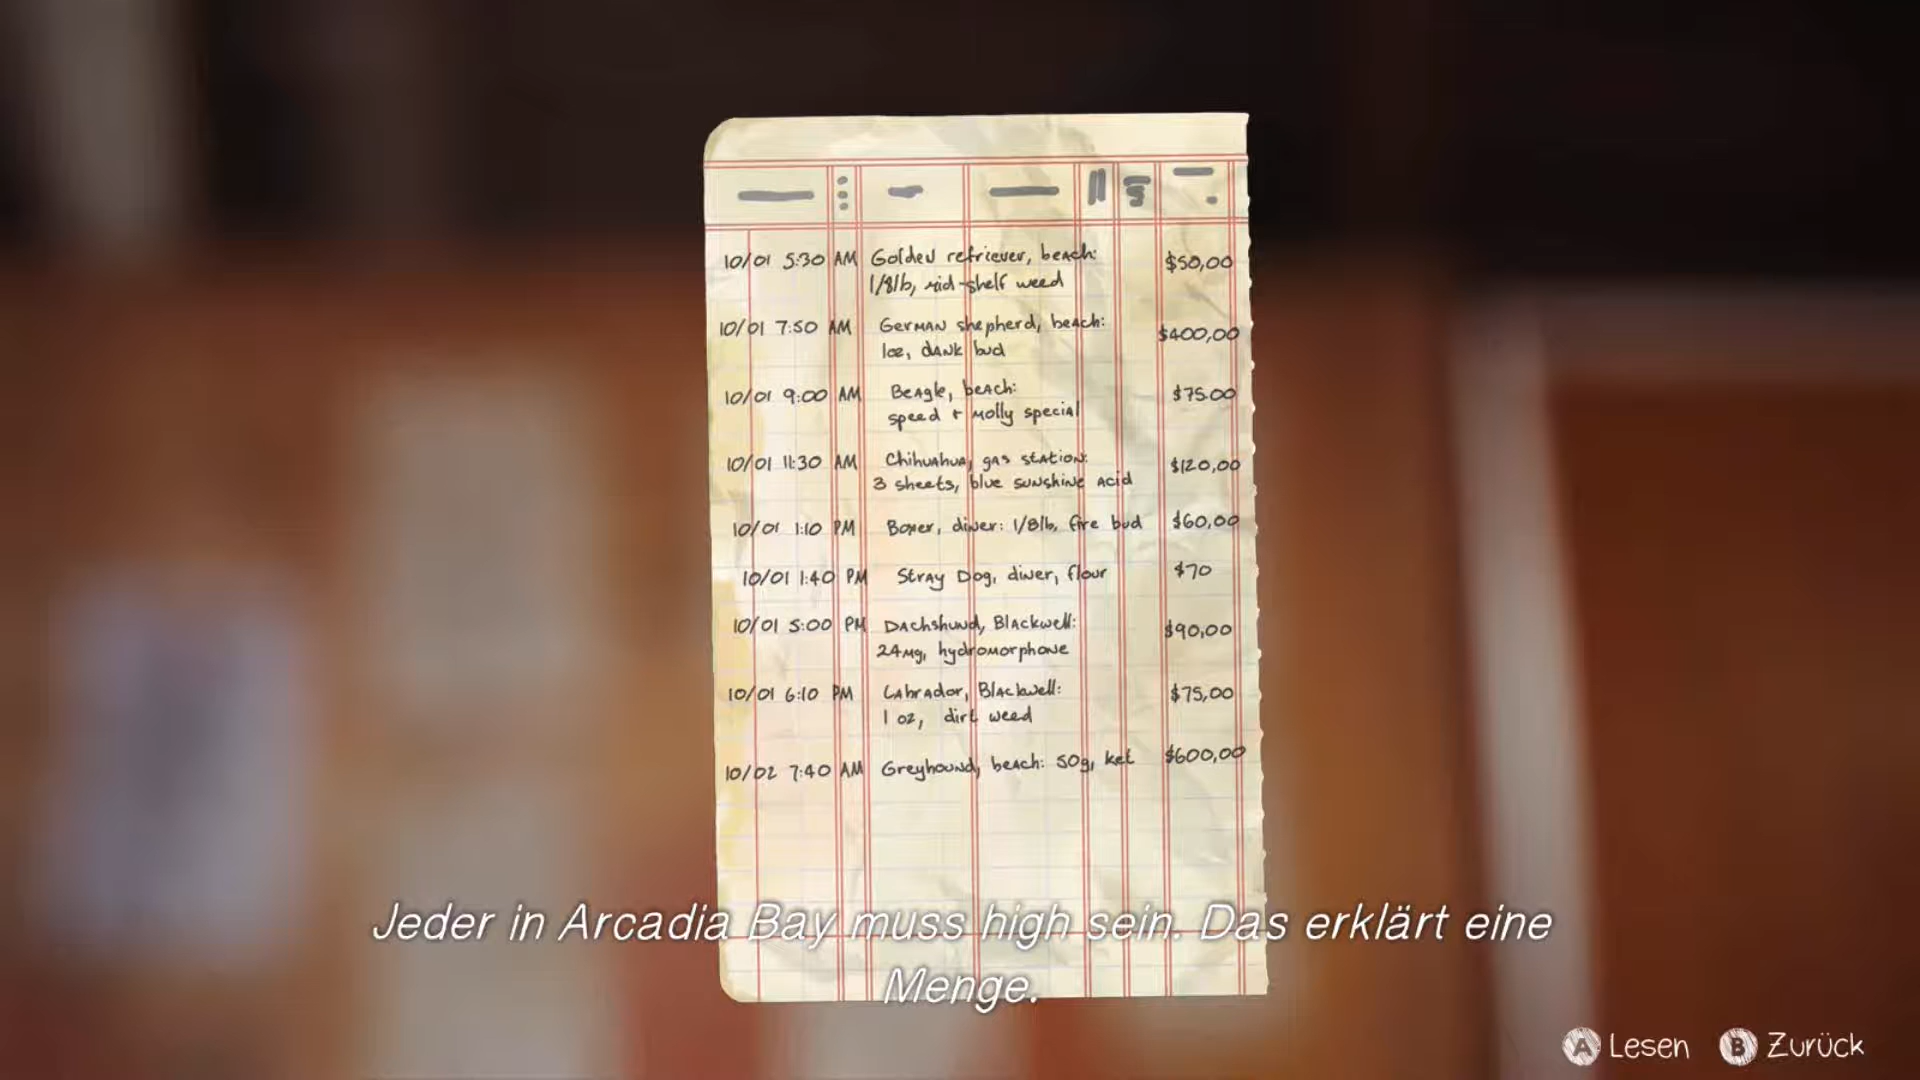 10/01 5:30 AM Golden retriever, beach: $50,00
1/8lb, mid-shelf weed
10/01 7:50 AM German shepherd, beach: $400,00
1oz, dank bud
10/01 9:00 AM Beagle, beach: $75.00
speed + Molly special
10/01 11:30 AM Chihuahua, gas station: $120,00
3 sheets, blue sunshine acid
10/01 1:10 PM Boxer, diner: 1/8lb, fire bud $60,00
10/01 1:40 PM Stray Dog, diner, flour $70
10/01 5:00 PM Dachshund, Blackwell: $90,00
24mg, hydromorphone
10/01 6:10 PM Labrador, Blackwell: $75,00
1 oz, dirt weed
10/02 7:40 AM Greyhound, beach: 50g, ket $600,00
Jeder in Arcadia Bay muss high sein. Das erklärt eine
Menge.
A Lesen B Zurück